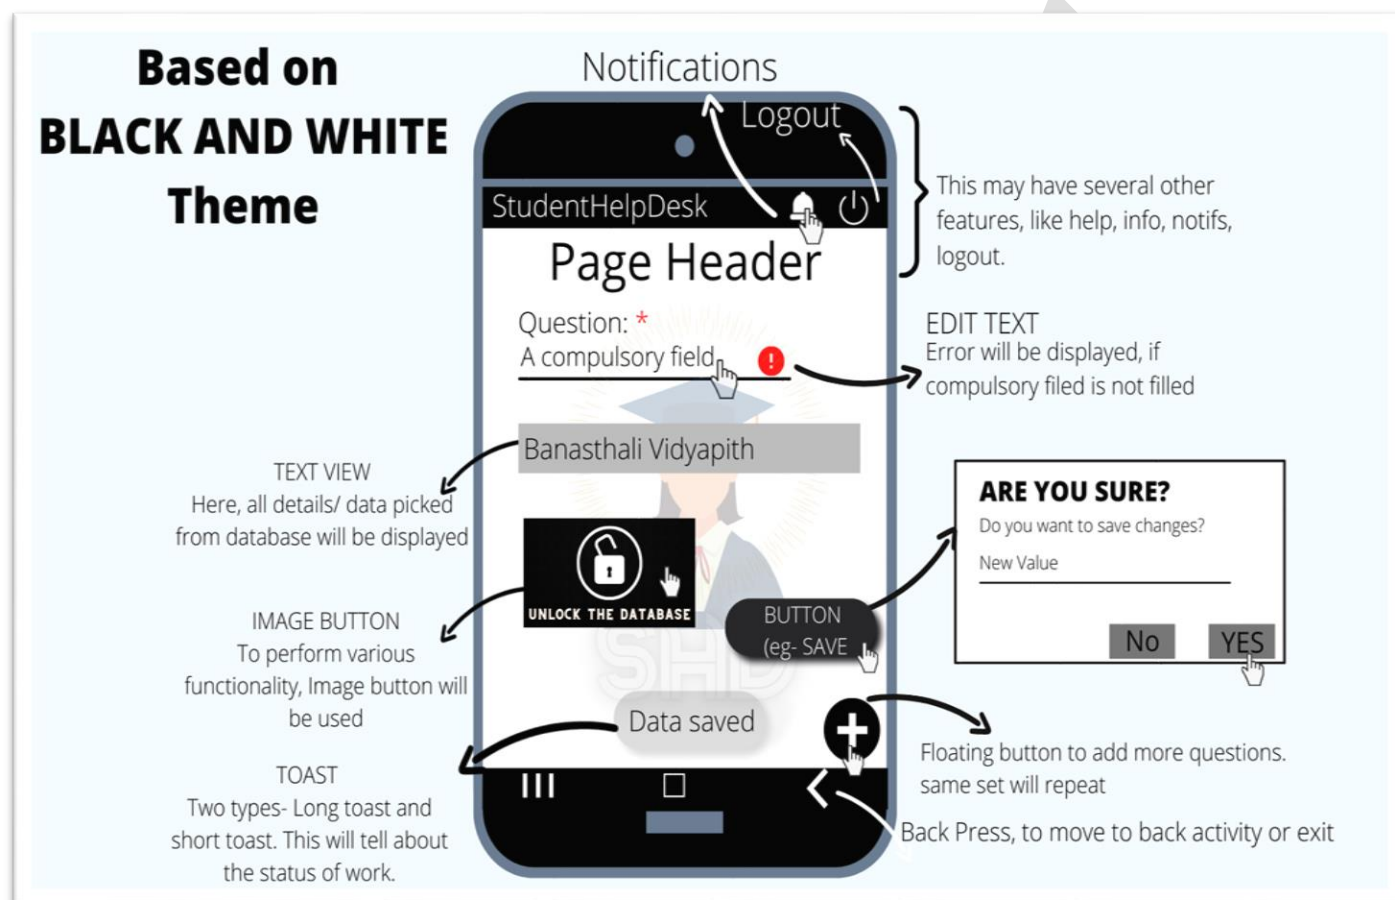 Based on
BLACK AND WHITE
Theme
Notifications
Logout
StudentHelpDesk
This may have several other
features, like help, info, notifs,
logout.
Page Header
Question: *
A compulsory field
!
EDIT TEXT
Error will be displayed, if
compulsory filed is not filled
Banasthali Vidyapith
TEXT VIEW
Here, all details/ data picked
from database will be displayed
ARE YOU SURE?
Do you want to save changes?
New Value
No
YES
UNLOCK THE DATABASE
IMAGE BUTTON
To perform various
functionality, Image button will
be used
BUTTON
(eg- SAVE
SHD
Data saved
TOAST
Two types- Long toast and
short toast. This will tell about
the status of work.
Floating button to add more questions.
same set will repeat
Back Press, to move to back activity or exit